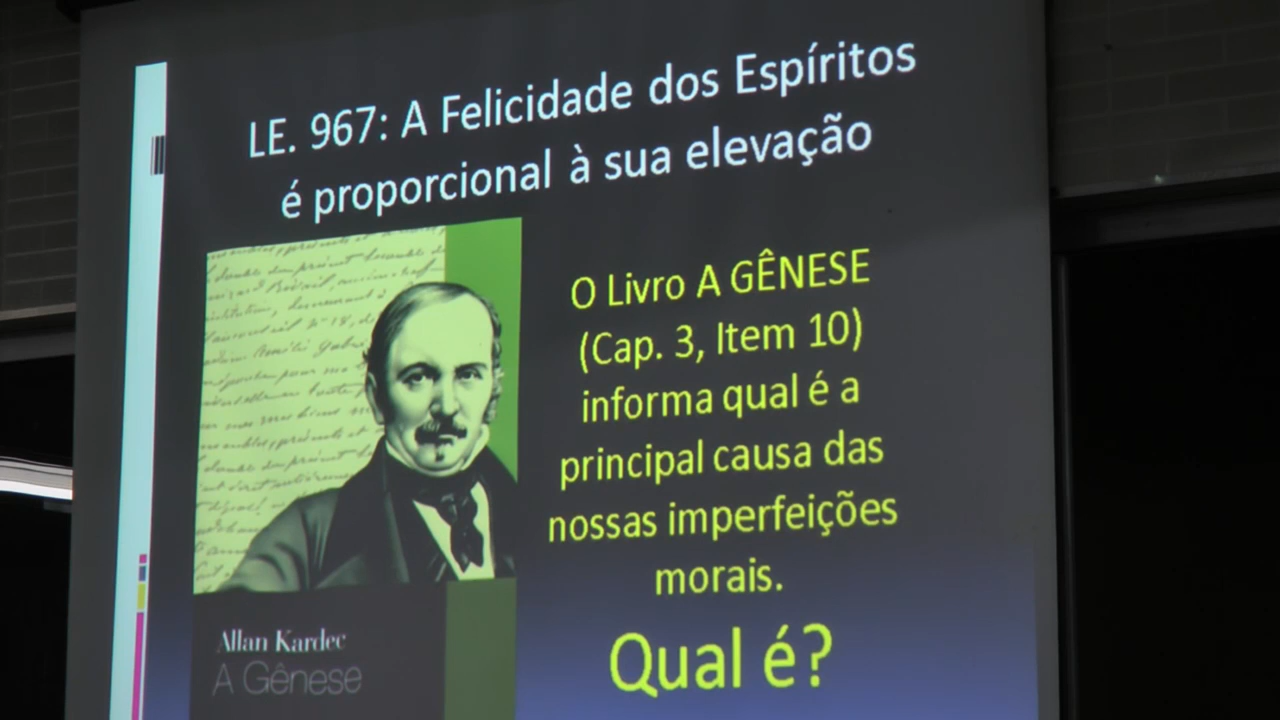 LE. 967: A Felicidade dos Espíritos
é proporcional à sua elevação
O Livro A GÊNESE
(Cap. 3, Item 10)
informa qual é a
principal causa das
nossas imperfeições
morais.
Qual é?
Allan Kardec
A Gênese